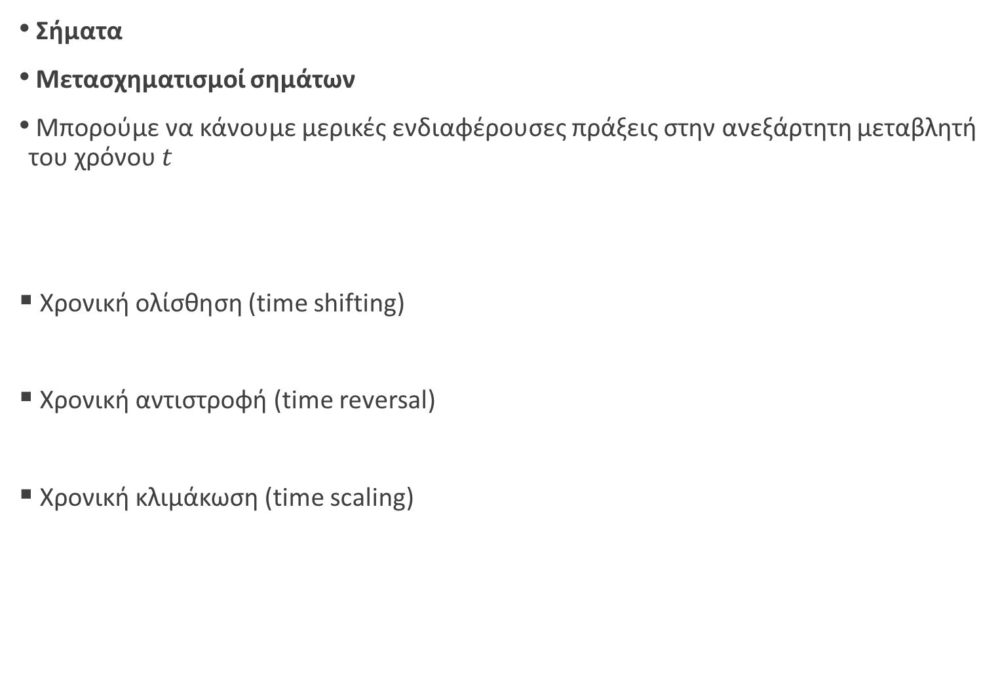 • Σήματα
• Μετασχηματισμοί σημάτων
• Μπορούμε να κάνουμε μερικές ενδιαφέρουσες πράξεις στην ανεξάρτητη μεταβλητή
του χρόνου t
▪ Χρονική ολίσθηση (time shifting)
▪ Χρονική αντιστροφή (time reversal)
▪ Χρονική κλιμάκωση (time scaling)